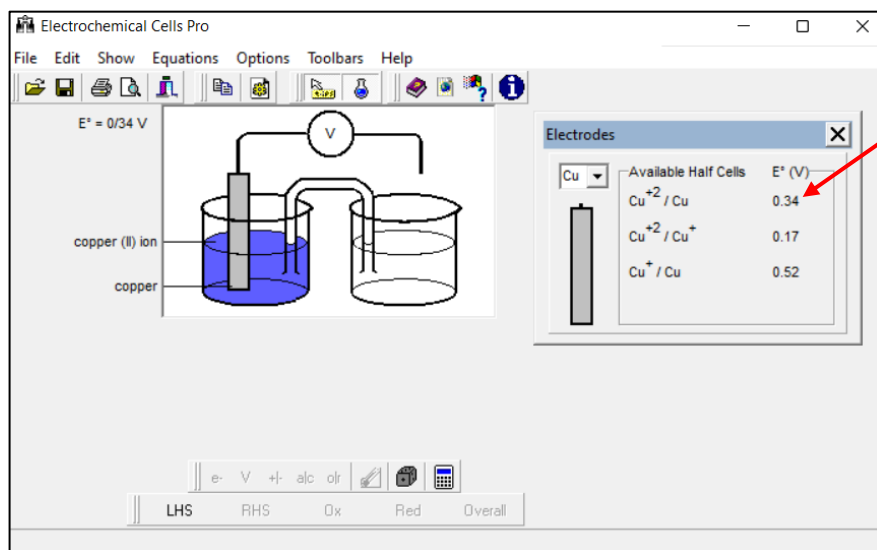 Electrochemical Cells Pro
File Edit Show Equations Options Toolbars Help
E° = 0/34 V
V
copper (II) ion
copper
Electrodes
Cu
Available Half Cells E° (V)
Cu+2 / Cu 0.34
Cu+2 / Cu+ 0.17
Cu+ / Cu 0.52
e- V +|- a|c o|r
LHS RHS Ox Red Overall